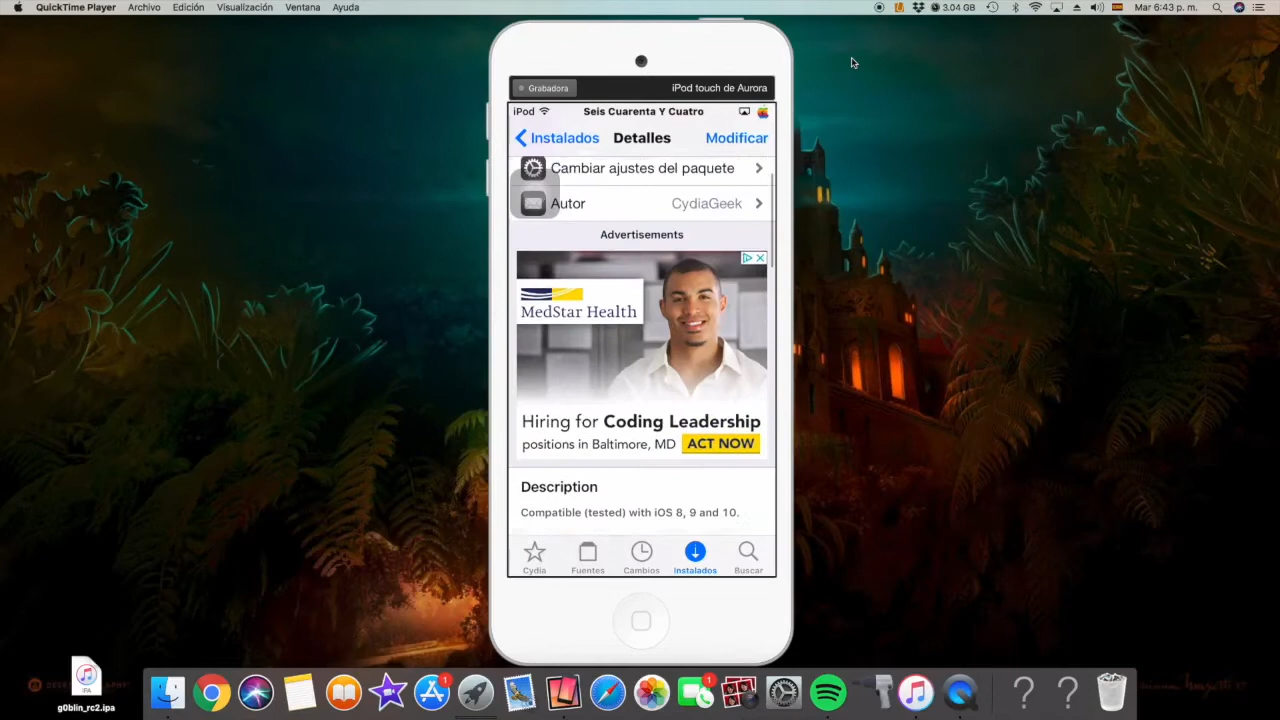 QuickTime Player Archivo Edición Visualización Ventana Ayuda
3.04 GB
Mar 6:43 p. m.
Grabadora
iPod touch de Aurora
iPod
Seis Cuarenta Y Cuatro
Instalados
Detalles
Modificar
Cambiar ajustes del paquete
Autor
CydiaGeek
Advertisements
MedStar Health
Hiring for Coding Leadership
positions in Baltimore, MD
ACT NOW
Description
Compatible (tested) with iOS 8, 9 and 10.
Cydia
Fuentes
Cambios
Instalados
Buscar
IPA
g0blin_rc2.ipa
1
1
? ?